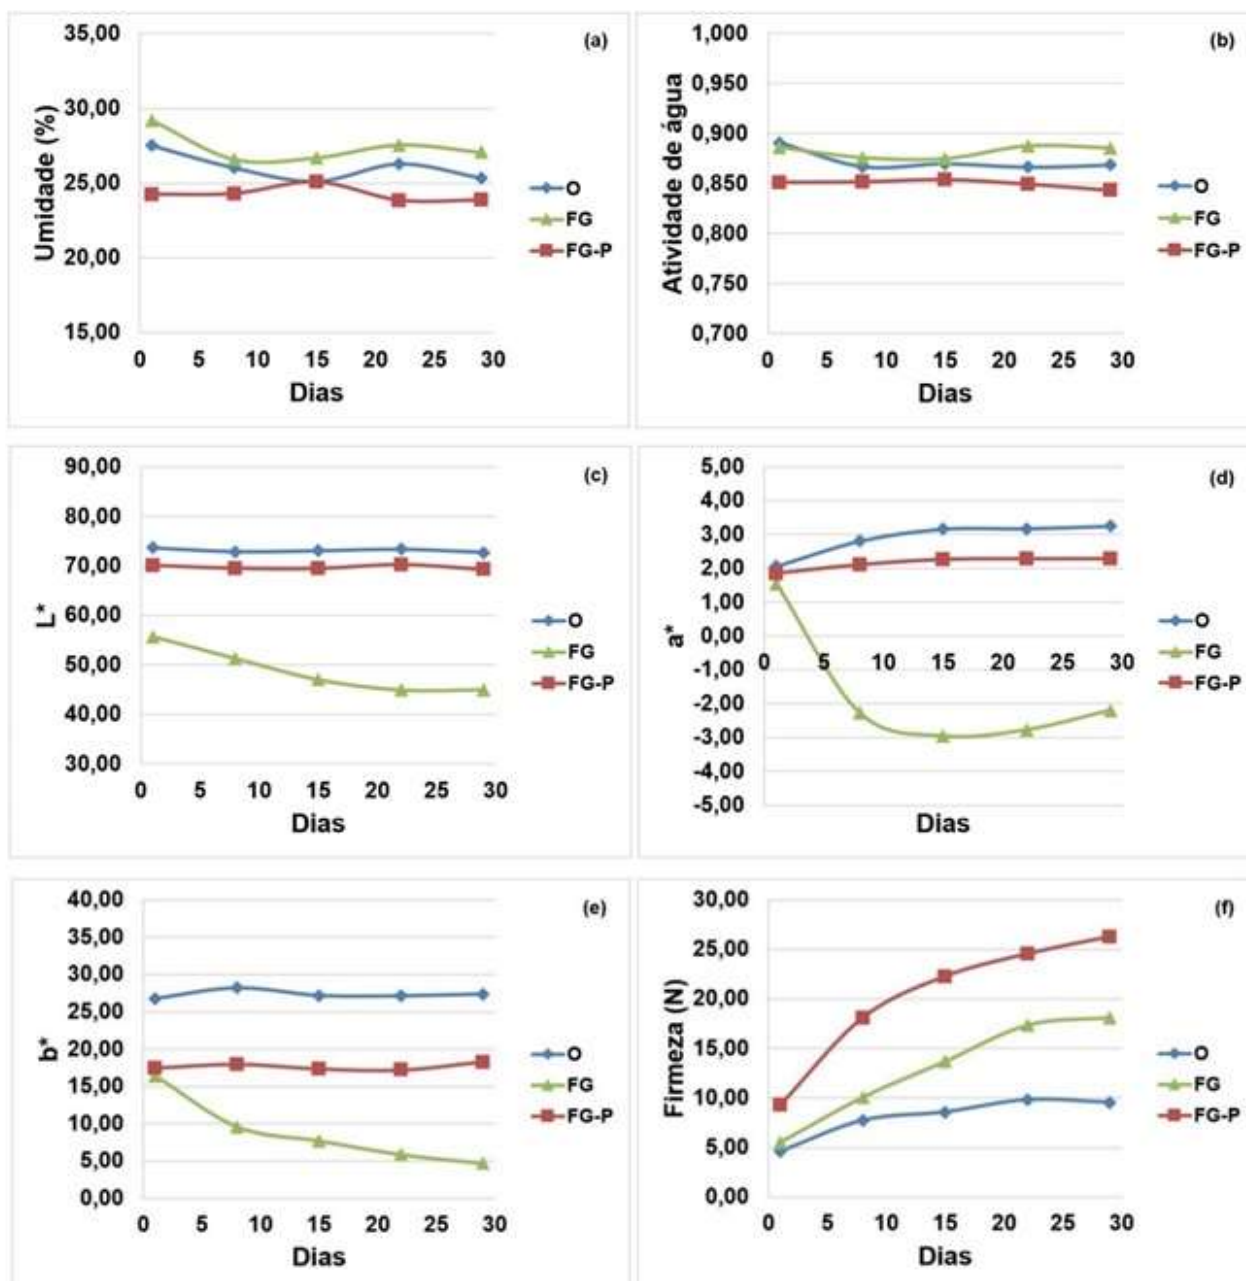 (a)
35,00
30,00
25,00
20,00
15,00
Umidade (%)
0 5 10 15 20 25 30
Dias
O
FG
FG-P
(b)
1,000
0,950
0,900
0,850
0,800
0,750
0,700
Atividade de água
0 5 10 15 20 25 30
Dias
O
FG
FG-P
(c)
90,00
80,00
70,00
60,00
50,00
40,00
30,00
L*
0 5 10 15 20 25 30
Dias
O
FG
FG-P
(d)
5,00
4,00
3,00
2,00
1,00
0,00
-1,00
-2,00
-3,00
-4,00
-5,00
a*
0 5 10 15 20 25 30
Dias
O
FG
FG-P
(e)
40,00
35,00
30,00
25,00
20,00
15,00
10,00
5,00
0,00
b*
0 5 10 15 20 25 30
Dias
O
FG
FG-P
(f)
30,00
25,00
20,00
15,00
10,00
5,00
0,00
Firmeza (N)
0 5 10 15 20 25 30
Dias
O
FG
FG-P